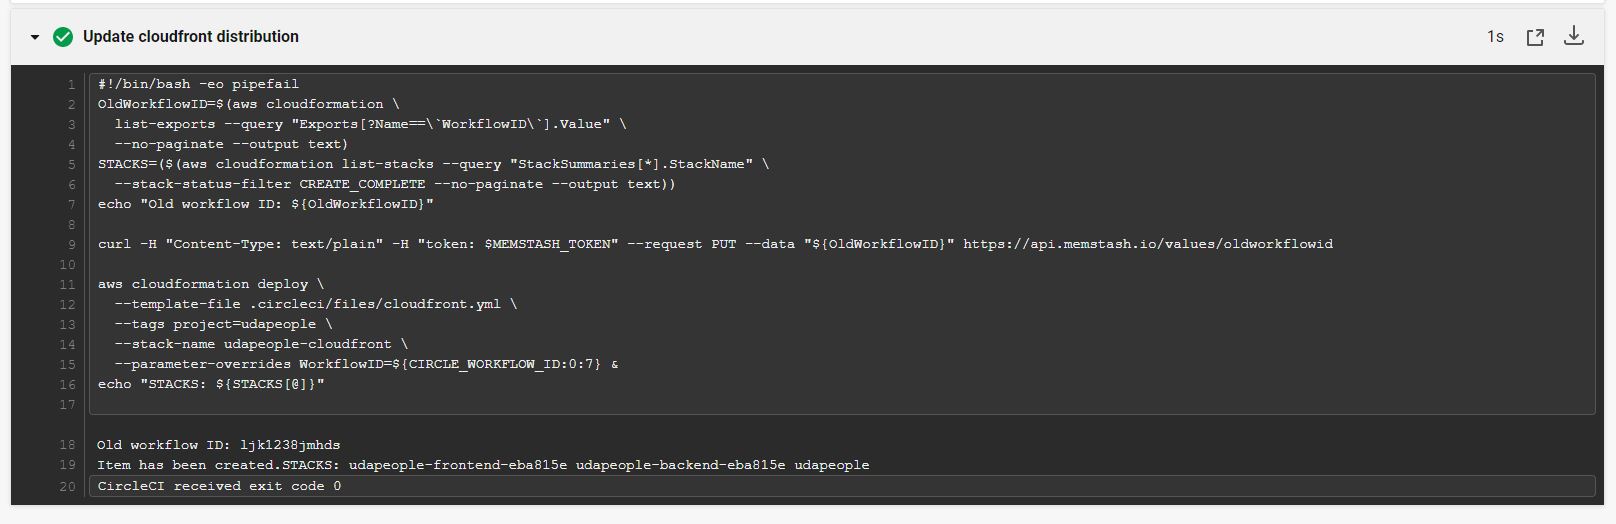 Update cloudfront distribution
1s
1 #!/bin/bash -eo pipefail
2 OldWorkflowID=$(aws cloudformation \
3   list-exports --query "Exports[?Name==\`WorkflowID\`].Value" \
4   --no-paginate --output text)
5 STACKS=($(aws cloudformation list-stacks --query "StackSummaries[*].StackName" \
6   --stack-status-filter CREATE_COMPLETE --no-paginate --output text))
7 echo "Old workflow ID: ${OldWorkflowID}"
8
9 curl -H "Content-Type: text/plain" -H "token: $MEMSTASH_TOKEN" --request PUT --data "${OldWorkflowID}" https://api.memstash.io/values/oldworkflowid
10
11 aws cloudformation deploy \
12   --template-file .circleci/files/cloudfront.yml \
13   --tags project=udapeople \
14   --stack-name udapeople-cloudfront \
15   --parameter-overrides WorkflowID=${CIRCLE_WORKFLOW_ID:0:7} &
16 echo "STACKS: ${STACKS[@]}"
17
18 Old workflow ID: ljk1238jmhds
19 Item has been created.STACKS: udapeople-frontend-eba815e udapeople-backend-eba815e udapeople
20 CircleCI received exit code 0